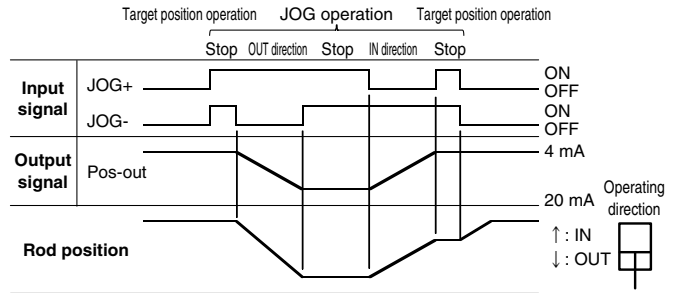 Target position operation JOG operation Target position operation
Stop OUT direction Stop IN direction Stop
Input signal
JOG+
ON
OFF
JOG-
ON
OFF
Output signal
Pos-out
4 mA
20 mA
Rod position
Operating direction
↑ : IN
↓ : OUT